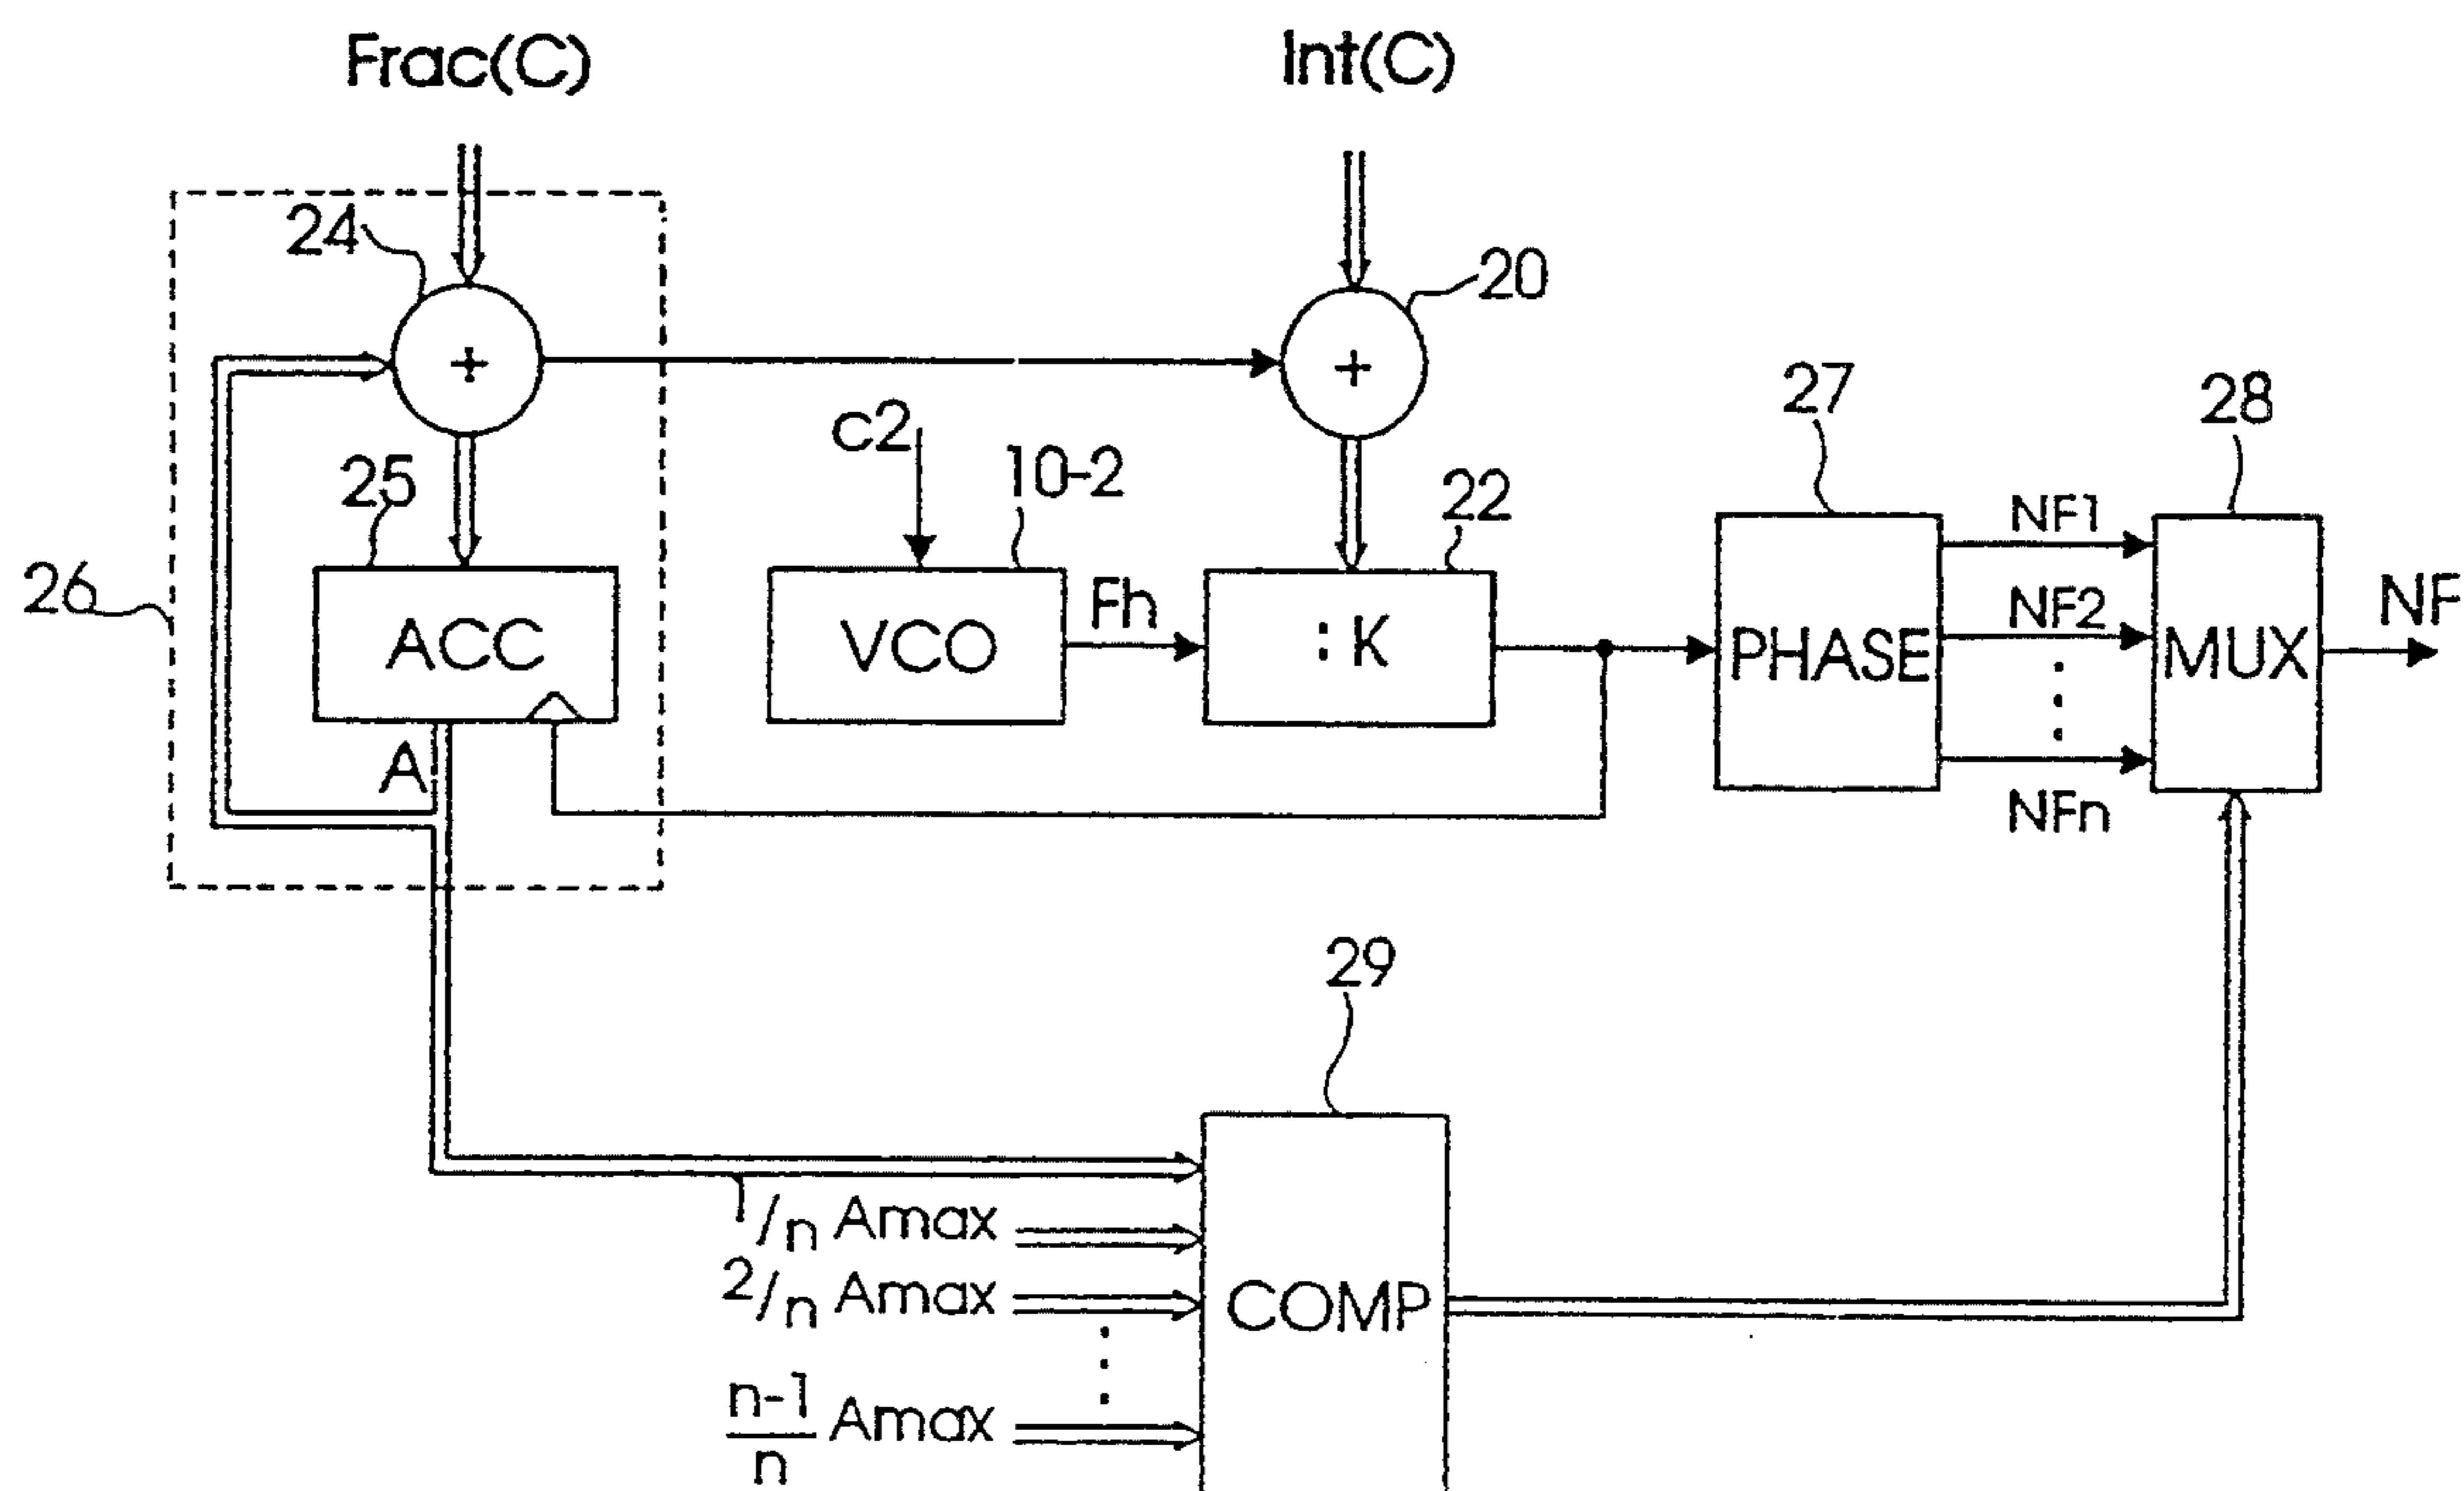 Frac(C)
Int(C)
24
+
20
+
c2
10-2
25
22
27
28
26
ACC
VCO
Fh
:K
PHASE
NF1
NF2
NFn
MUX
NF
A
29
1/n Amax
2/n Amax
n-1/n Amax
COMP